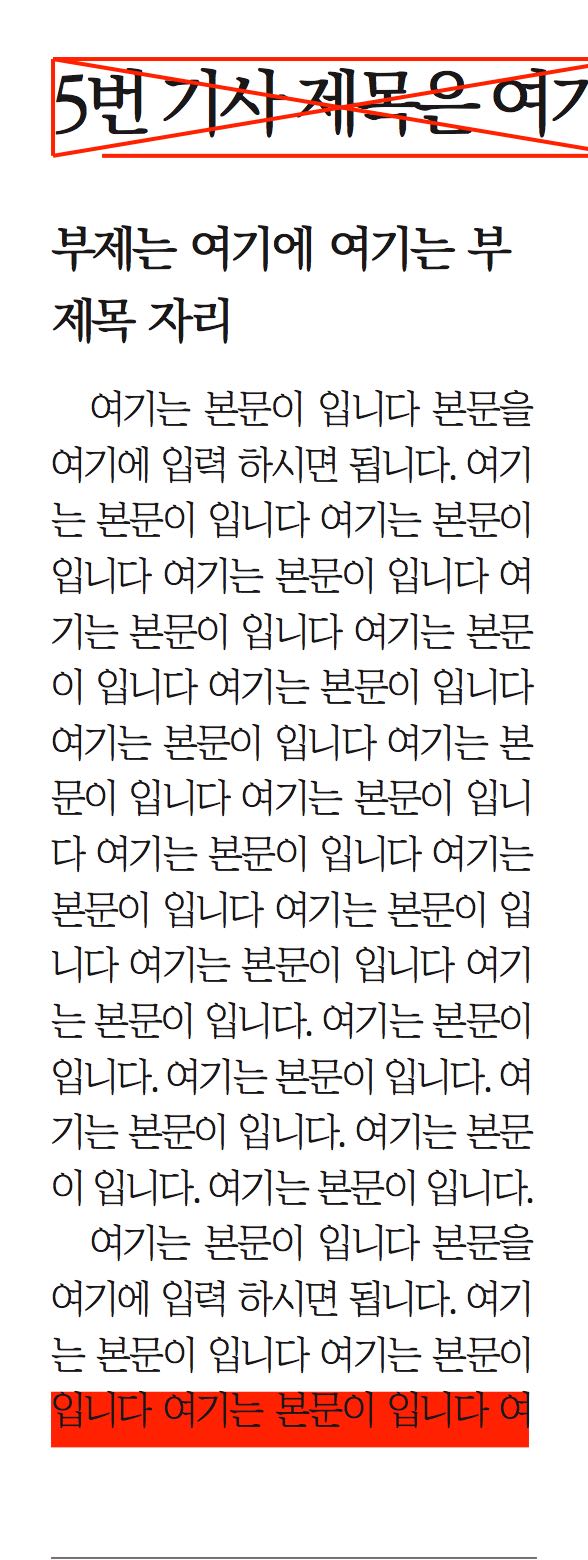 5번 기사 제목은 여기
부제는 여기에 여기는 부
제목 자리
여기는 본문이 입니다 본문을
여기에 입력 하시면 됩니다. 여기
는 본문이 입니다 여기는 본문이
입니다 여기는 본문이 입니다 여
기는 본문이 입니다 여기는 본문
이 입니다 여기는 본문이 입니다
여기는 본문이 입니다 여기는 본
문이 입니다 여기는 본문이 입니
다 여기는 본문이 입니다 여기는
본문이 입니다 여기는 본문이 입
니다 여기는 본문이 입니다 여기
는 본문이 입니다. 여기는 본문이
입니다. 여기는 본문이 입니다. 여
기는 본문이 입니다. 여기는 본문
이 입니다. 여기는 본문이 입니다.
여기는 본문이 입니다 본문을
여기에 입력 하시면 됩니다. 여기
는 본문이 입니다 여기는 본문이
입니다 여기는 본문이 입니다 여